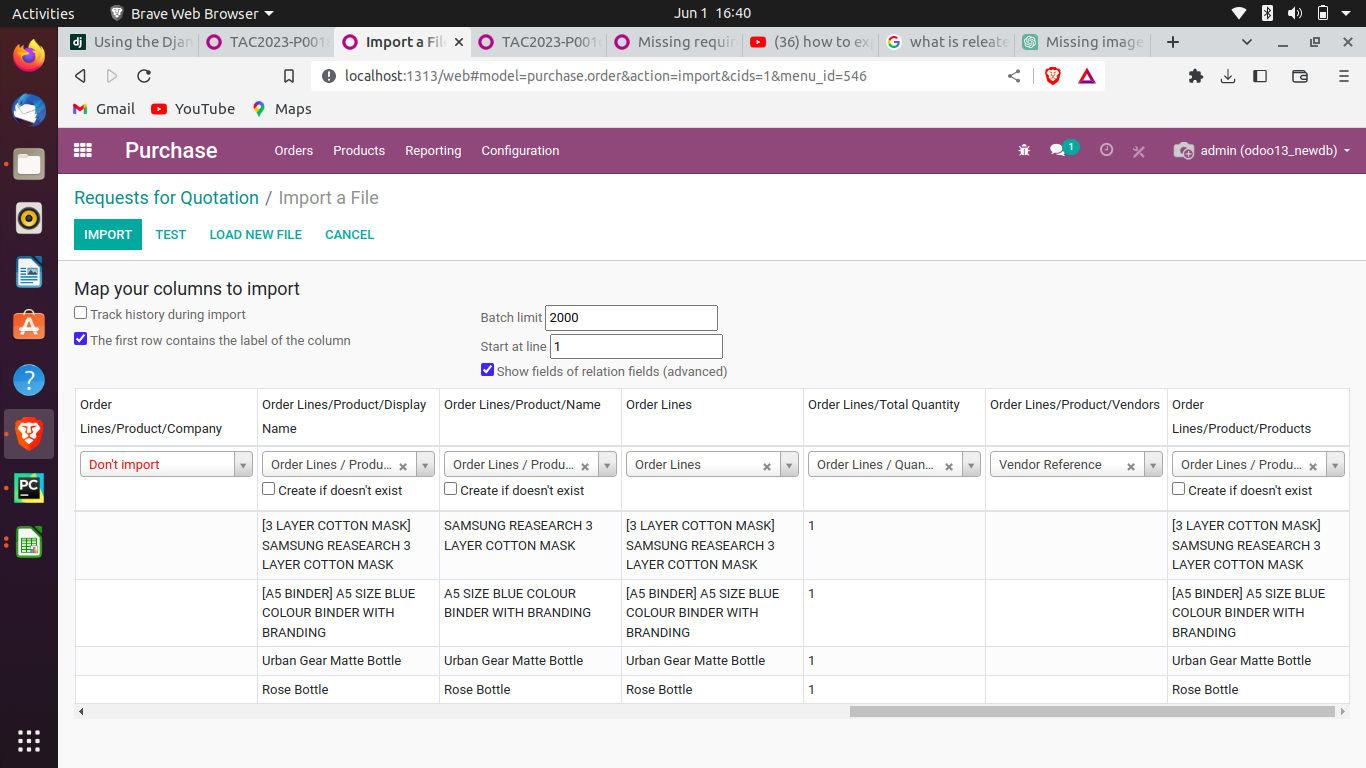 Activities
Brave Web Browser
Jun 1 16:40
Using the Djan
TAC2023-P0018
Import a Fil
TAC2023-P0016
Missing requir
(36) how to exp
what is releate
Missing image
localhost:1313/web#model=purchase.order&action=import&cids=1&menu_id=546
Gmail
YouTube
Maps
Purchase
Orders
Products
Reporting
Configuration
1
admin (odoo13_newdb)
Requests for Quotation / Import a File
IMPORT
TEST
LOAD NEW FILE
CANCEL
Map your columns to import
Track history during import
The first row contains the label of the column
Batch limit 2000
Start at line 1
Show fields of relation fields (advanced)
Order
Lines/Product/Company
Order Lines/Product/Display
Name
Order Lines/Product/Name
Order Lines
Order Lines/Total Quantity
Order Lines/Product/Vendors
Order
Lines/Product/Products
Don't import
Order Lines / Produ...
Order Lines / Produ...
Order Lines
Order Lines / Quan...
Vendor Reference
Order Lines / Produ...
Create if doesn't exist
Create if doesn't exist
Create if doesn't exist
[3 LAYER COTTON MASK]
SAMSUNG REASEARCH 3
LAYER COTTON MASK
SAMSUNG REASEARCH 3
LAYER COTTON MASK
[3 LAYER COTTON MASK]
SAMSUNG REASEARCH 3
LAYER COTTON MASK
1
[3 LAYER COTTON MASK]
SAMSUNG REASEARCH 3
LAYER COTTON MASK
[A5 BINDER] A5 SIZE BLUE
COLOUR BINDER WITH
BRANDING
A5 SIZE BLUE COLOUR
BINDER WITH BRANDING
[A5 BINDER] A5 SIZE BLUE
COLOUR BINDER WITH
BRANDING
1
[A5 BINDER] A5 SIZE BLUE
COLOUR BINDER WITH
BRANDING
Urban Gear Matte Bottle
Urban Gear Matte Bottle
Urban Gear Matte Bottle
1
Urban Gear Matte Bottle
Rose Bottle
Rose Bottle
Rose Bottle
1
Rose Bottle